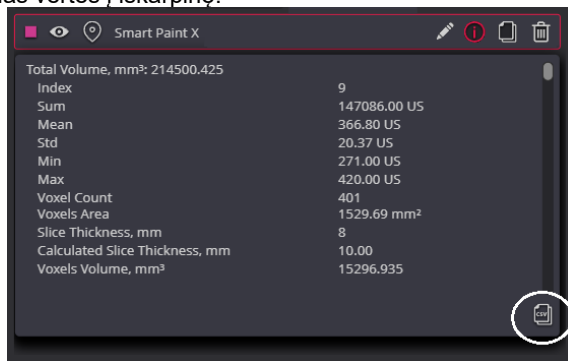 Smart Paint X
Total Volume, mm³: 214500.425
Index 9
Sum 147086.00 US
Mean 366.80 US
Std 20.37 US
Min 271.00 US
Max 420.00 US
Voxel Count 401
Voxels Area 1529.69 mm²
Slice Thickness, mm 8
Calculated Slice Thickness, mm 10.00
Voxels Volume, mm³ 15296.935
CSV